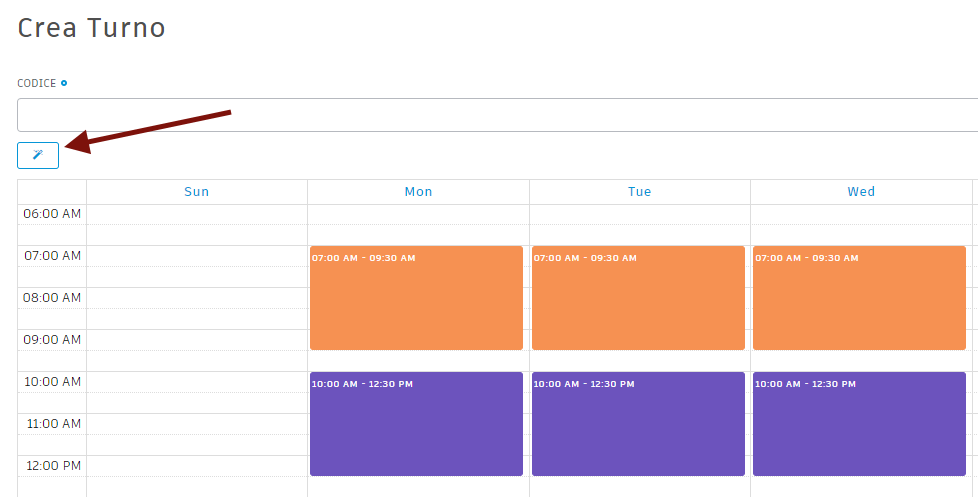 Crea Turno
CODICE
Sun Mon Tue Wed
06:00 AM
07:00 AM
07:00 AM - 09:30 AM 07:00 AM - 09:30 AM 07:00 AM - 09:30 AM
08:00 AM
09:00 AM
10:00 AM
10:00 AM - 12:30 PM 10:00 AM - 12:30 PM 10:00 AM - 12:30 PM
11:00 AM
12:00 PM